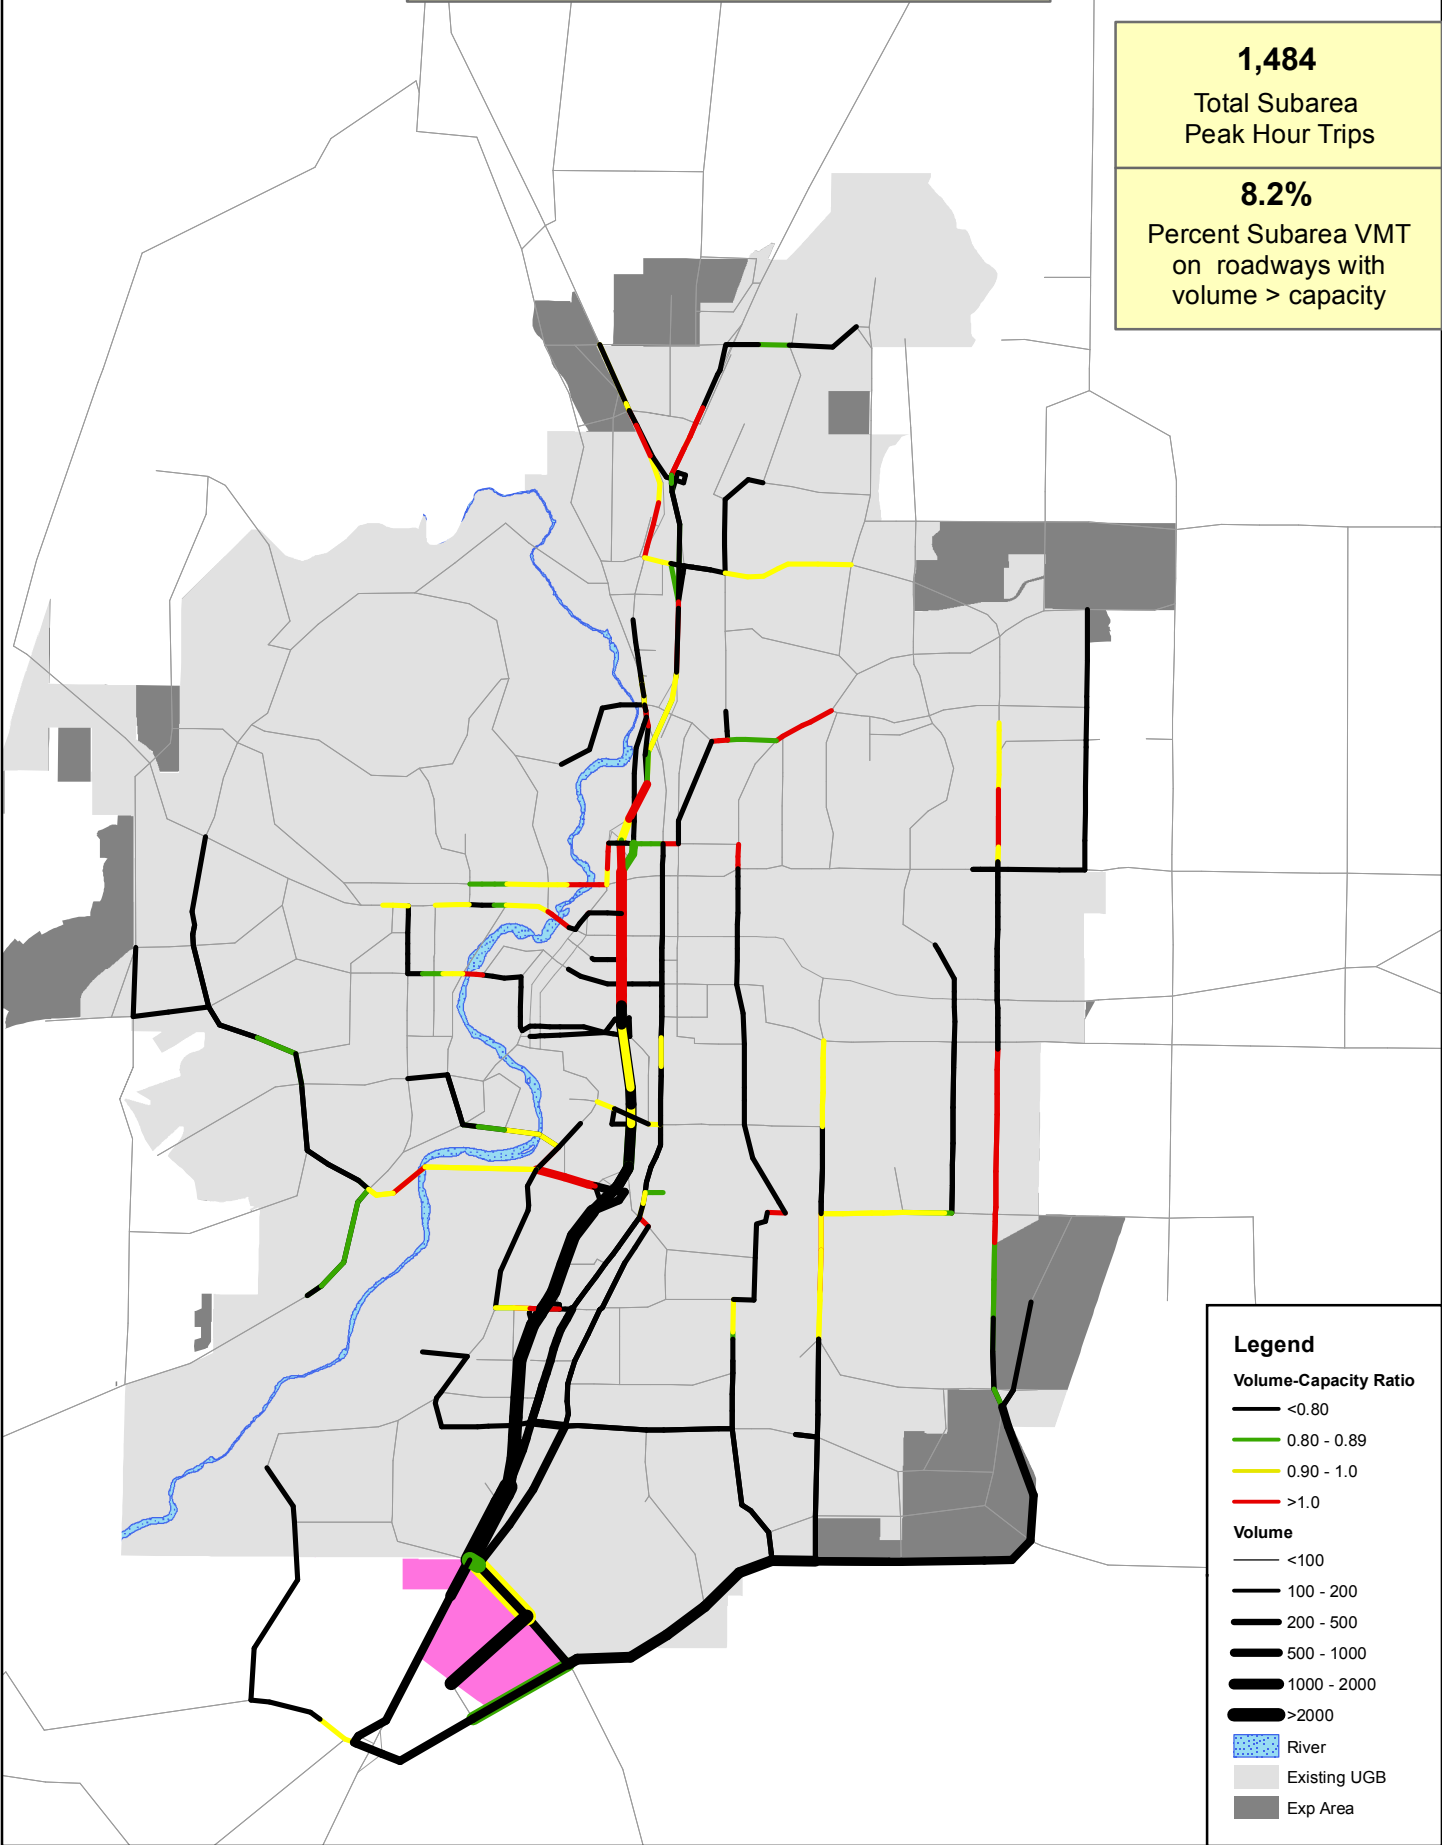 1,484
Total Subarea
Peak Hour Trips
8.2%
Percent Subarea VMT
on roadways with
volume > capacity
Legend
Volume-Capacity Ratio
<0.80
0.80 - 0.89
0.90 - 1.0
>1.0
Volume
<100
100 - 200
200 - 500
500 - 1000
1000 - 2000
>2000
River
Existing UGB
Exp Area